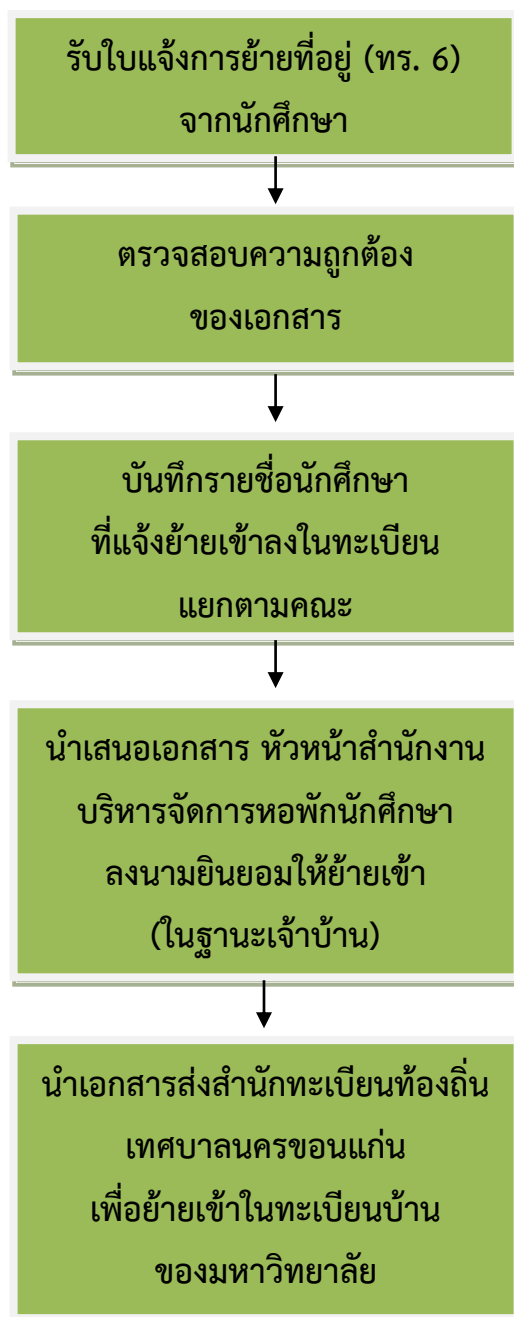 รับใบแจ้งการย้ายที่อยู่ (ทร. 6)
จากนักศึกษา
ตรวจสอบความถูกต้อง
ของเอกสาร
บันทึกรายชื่อนักศึกษา
ที่แจ้งย้ายเข้าลงในทะเบียน
แยกตามคณะ
นำเสนอเอกสาร หัวหน้าสำนักงาน
บริหารจัดการหอพักนักศึกษา
ลงนามยินยอมให้ย้ายเข้า
(ในฐานะเจ้าบ้าน)
นำเอกสารส่งสำนักทะเบียนท้องถิ่น
เทศบาลนครขอนแก่น
เพื่อย้ายเข้าในทะเบียนบ้าน
ของมหาวิทยาลัย